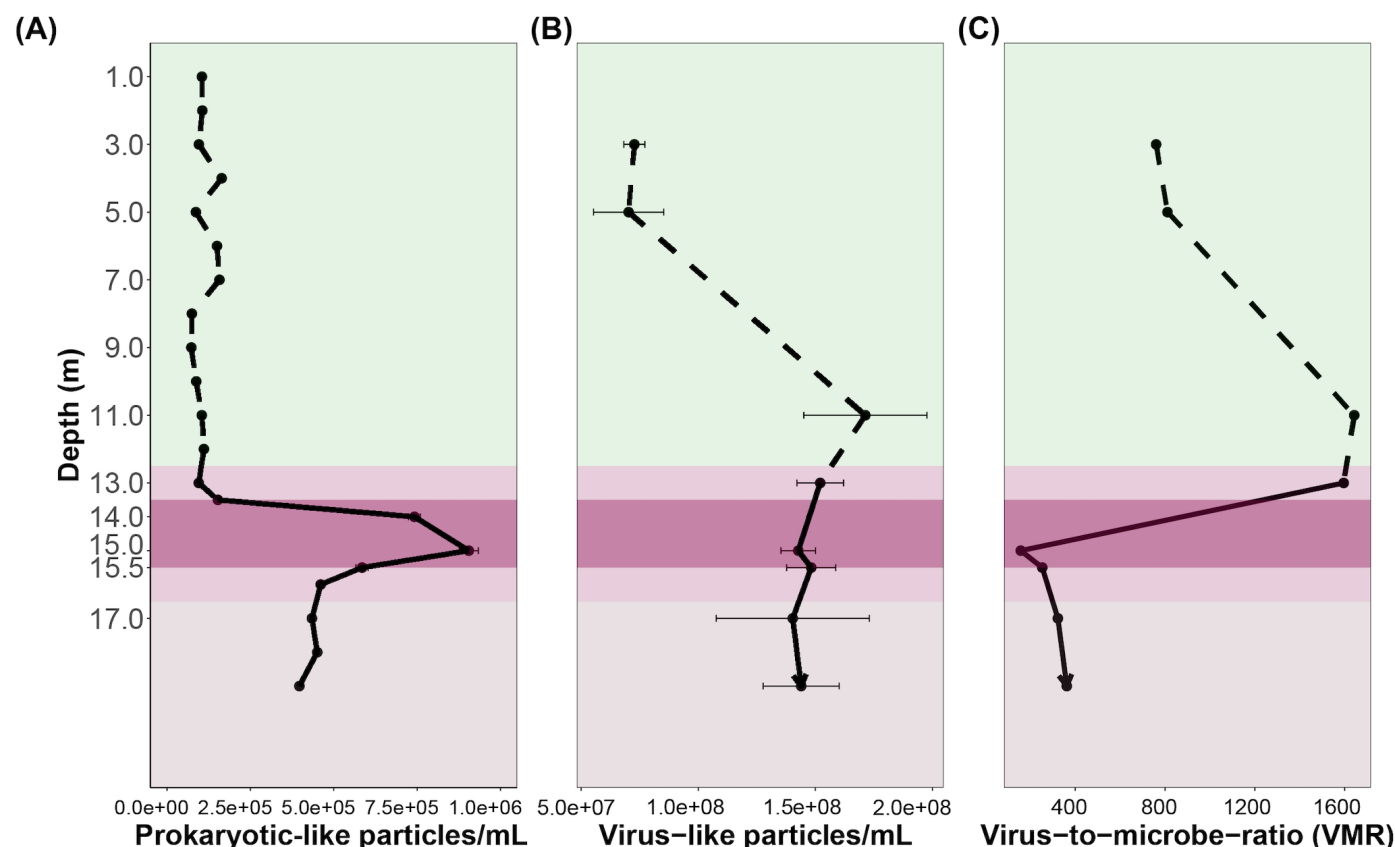 (A)
(B)
(C)
Depth (m)
1.0
3.0
5.0
7.0
9.0
11.0
13.0
14.0
15.0
15.5
17.0
0.0e+00 2.5e+05 5.0e+05 7.5e+05 1.0e+06
Prokaryotic-like particles/mL
5.0e+07 1.0e+08 1.5e+08 2.0e+08
Virus−like particles/mL
400 800 1200 1600
Virus−to−microbe−ratio (VMR)